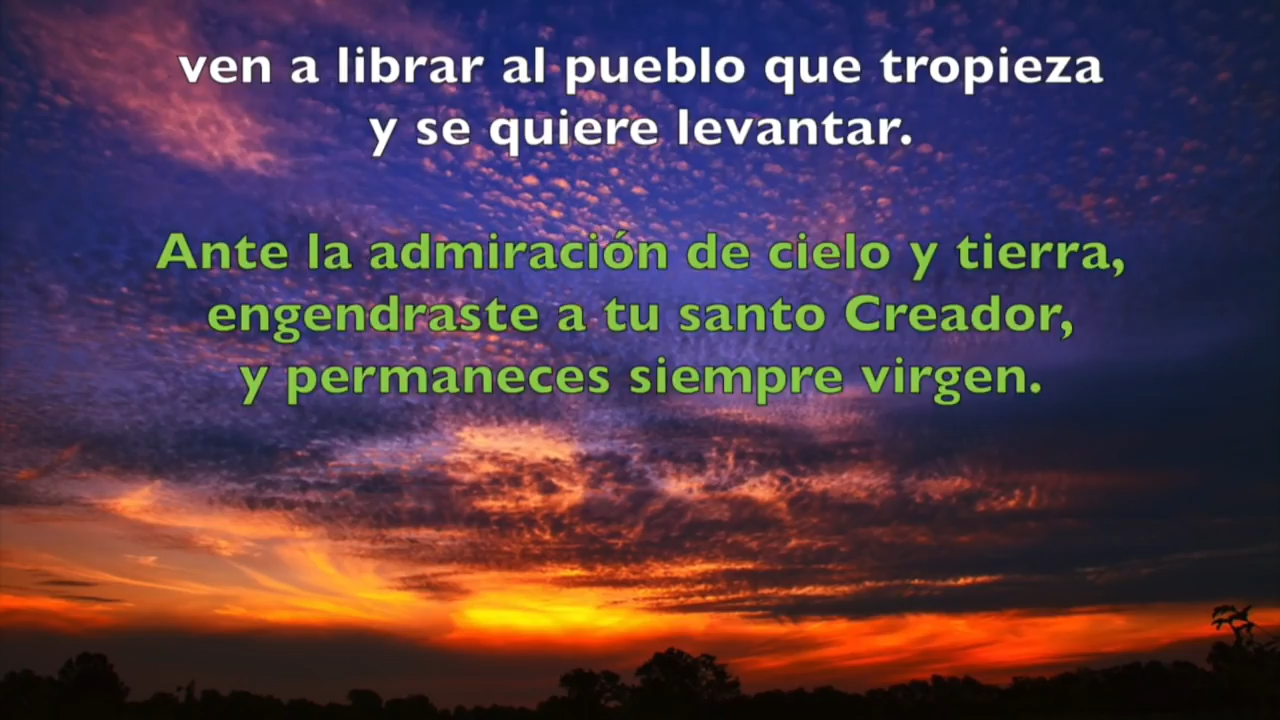 ven a librar al pueblo que tropieza
y se quiere levantar.
Ante la admiración de cielo y tierra,
engendraste a tu santo Creador,
y permaneces siempre virgen.